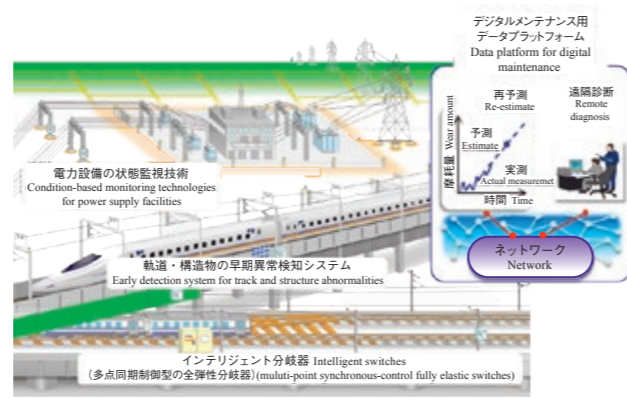 デジタルメンテナンス用
データプラットフォーム
Data platform for digital
maintenance
再予測
Re-estimate
遠隔診断
Remote
diagnosis
予測
Estimate
摩耗量 Wear amount
実測
Actual measuremet
時間 Time
ネットワーク
Network
電力設備の状態監視技術
Condition-based monitoring technologies
for power supply facilities
軌道・構造物の早期異常検知システム
Early detection system for track and structure abnormalities
インテリジェント分岐器 Intelligent switches
(多点同期制御型の全弾性分岐器)(muluti-point synchronous-control fully elastic switches)